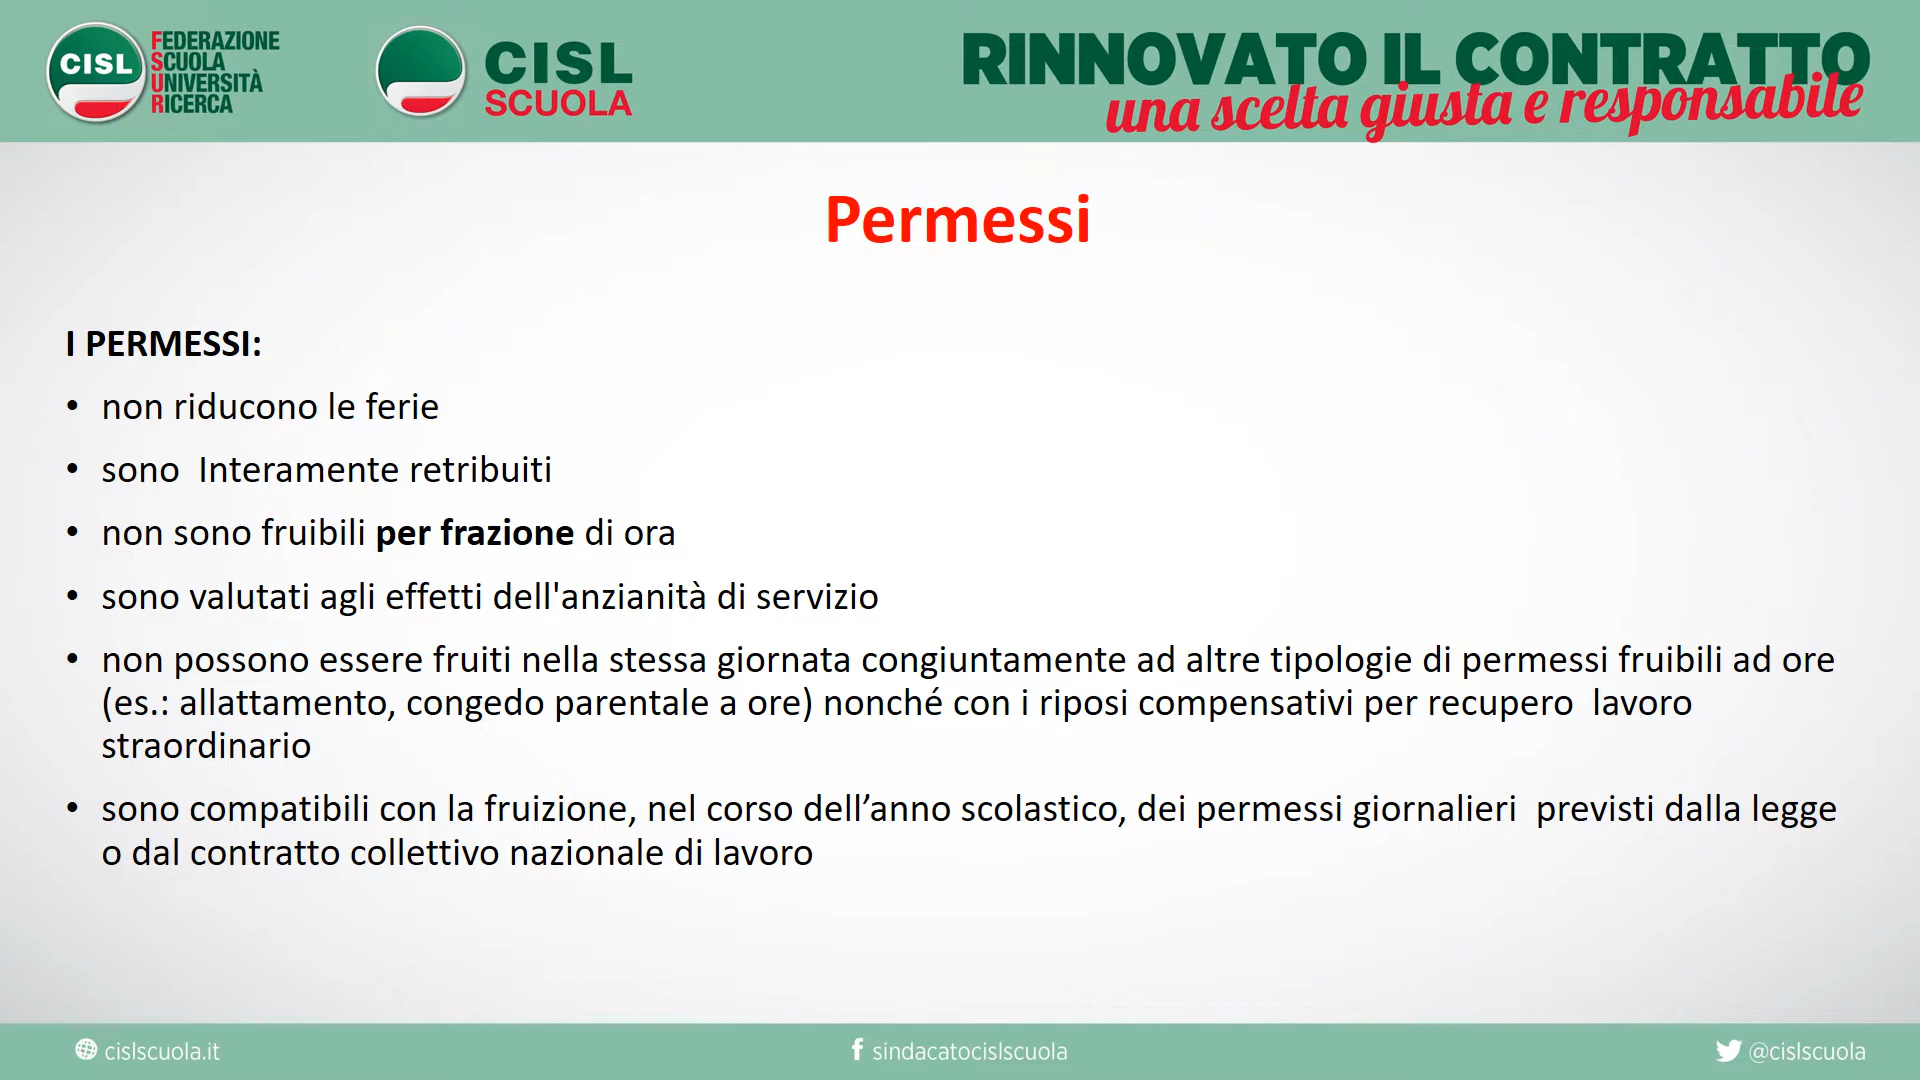 CISL
FEDERAZIONE
SCUOLA
UNIVERSITÀ
RICERCA
CISL
SCUOLA
RINNOVATO IL CONTRATTO
una scelta giusta e responsabile
Permessi
I PERMESSI:
• non riducono le ferie
• sono  Interamente retribuiti
• non sono fruibili per frazione di ora
• sono valutati agli effetti dell'anzianità di servizio
• non possono essere fruiti nella stessa giornata congiuntamente ad altre tipologie di permessi fruibili ad ore
(es.: allattamento, congedo parentale a ore) nonché con i riposi compensativi per recupero  lavoro
straordinario
• sono compatibili con la fruizione, nel corso dell’anno scolastico, dei permessi giornalieri  previsti dalla legge
o dal contratto collettivo nazionale di lavoro
cislscuola.it
sindacatocislscuola
@cislscuola